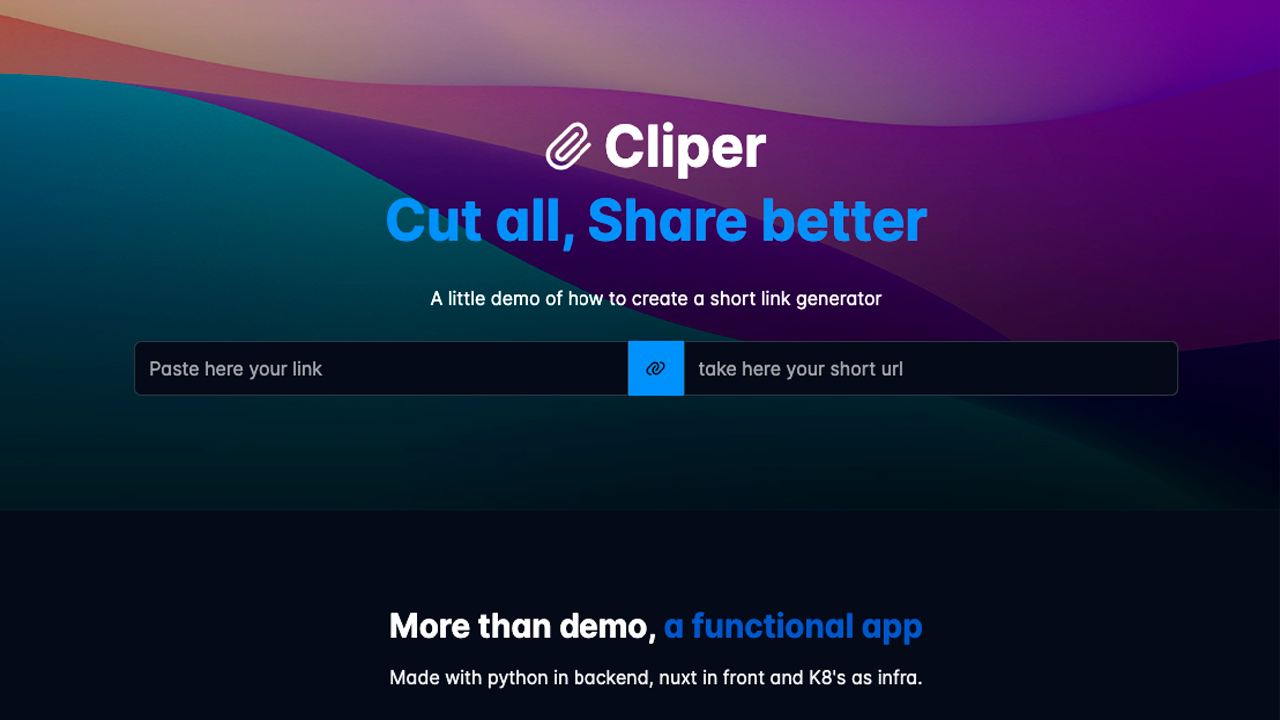 Cliper
Cut all, Share better
A little demo of how to create a short link generator
Paste here your link
take here your short url
More than demo, a functional app
Made with python in backend, nuxt in front and K8's as infra.